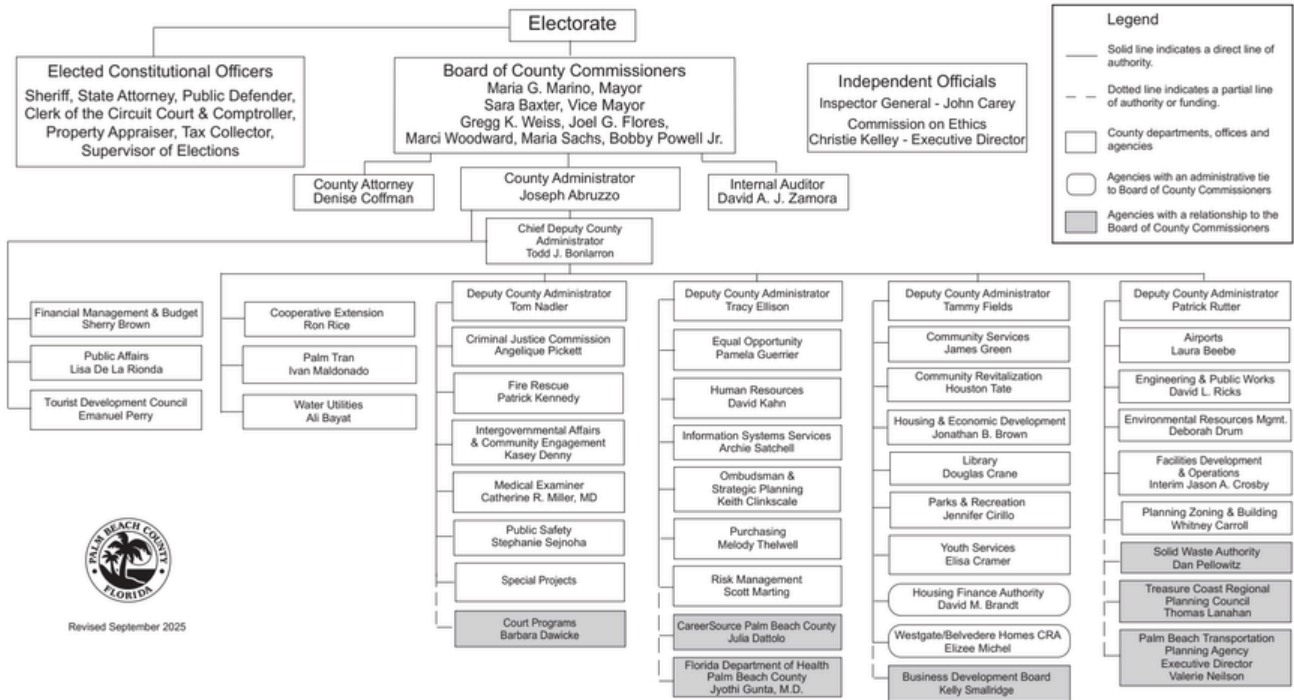 Electorate
Elected Constitutional Officers
Sheriff, State Attorney, Public Defender,
Clerk of the Circuit Court & Comptroller,
Property Appraiser, Tax Collector,
Supervisor of Elections
Board of County Commissioners
Maria G. Marino, Mayor
Sara Baxter, Vice Mayor
Gregg K. Weiss, Joel G. Flores,
Marci Woodward, Maria Sachs, Bobby Powell Jr.
Independent Officials
Inspector General - John Carey
Commission on Ethics
Christie Kelley - Executive Director
Legend
Solid line indicates a direct line of
authority.
Dotted line indicates a partial line
of authority or funding.
County departments, offices and
agencies
Agencies with an administrative tie
to Board of County Commissioners
Agencies with a relationship to the
Board of County Commissioners
County Attorney
Denise Coffman
County Administrator
Joseph Abruzzo
Internal Auditor
David A. J. Zamora
Chief Deputy County
Administrator
Todd J. Bonlarron
Financial Management & Budget
Sherry Brown
Public Affairs
Lisa De La Rionda
Tourist Development Council
Emanuel Perry
Cooperative Extension
Ron Rice
Palm Tran
Ivan Maldonado
Water Utilities
Ali Bayat
Deputy County Administrator
Tom Nadler
Criminal Justice Commission
Angelique Pickett
Fire Rescue
Patrick Kennedy
Intergovernmental Affairs
& Community Engagement
Kasey Denny
Medical Examiner
Catherine R. Miller, MD
Public Safety
Stephanie Sejnoha
Special Projects
Court Programs
Barbara Dawicke
Deputy County Administrator
Tracy Ellison
Equal Opportunity
Pamela Guerrier
Human Resources
David Kahn
Information Systems Services
Archie Satchell
Ombudsman &
Strategic Planning
Keith Clinkscale
Purchasing
Melody Thelwell
Risk Management
Scott Marting
CareerSource Palm Beach County
Julia Dattolo
Florida Department of Health
Palm Beach County
Jyothi Gunta, M.D.
Deputy County Administrator
Tammy Fields
Community Services
James Green
Community Revitalization
Houston Tate
Housing & Economic Development
Jonathan B. Brown
Library
Douglas Crane
Parks & Recreation
Jennifer Cirillo
Youth Services
Elisa Cramer
Housing Finance Authority
David M. Brandt
Westgate/Belvedere Homes CRA
Elizee Michel
Business Development Board
Kelly Smallridge
Deputy County Administrator
Patrick Rutter
Airports
Laura Beebe
Engineering & Public Works
David L. Ricks
Environmental Resources Mgmt.
Deborah Drum
Facilities Development
& Operations
Interim Jason A. Crosby
Planning Zoning & Building
Whitney Carroll
Solid Waste Authority
Dan Pellowitz
Treasure Coast Regional
Planning Council
Thomas Lanahan
Palm Beach Transportation
Planning Agency
Executive Director
Valerie Neilson
PALM BEACH COUNTY
FLORIDA
Revised September 2025